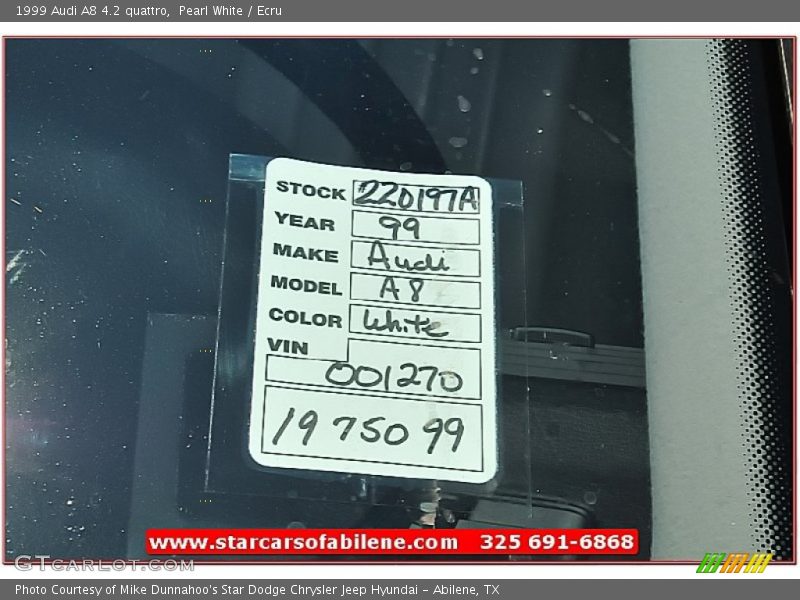 1999 Audi A8 4.2 quattro,  Pearl White / Ecru
STOCK 220197A
YEAR 99
MAKE Audi
MODEL A8
COLOR White
VIN
001270
19 750 99
www.starcarsofabilene.com   325 691-6868
GTcarlot.com
Photo Courtesy of Mike Dunnahoo's Star Dodge Chrysler Jeep Hyundai - Abilene, TX